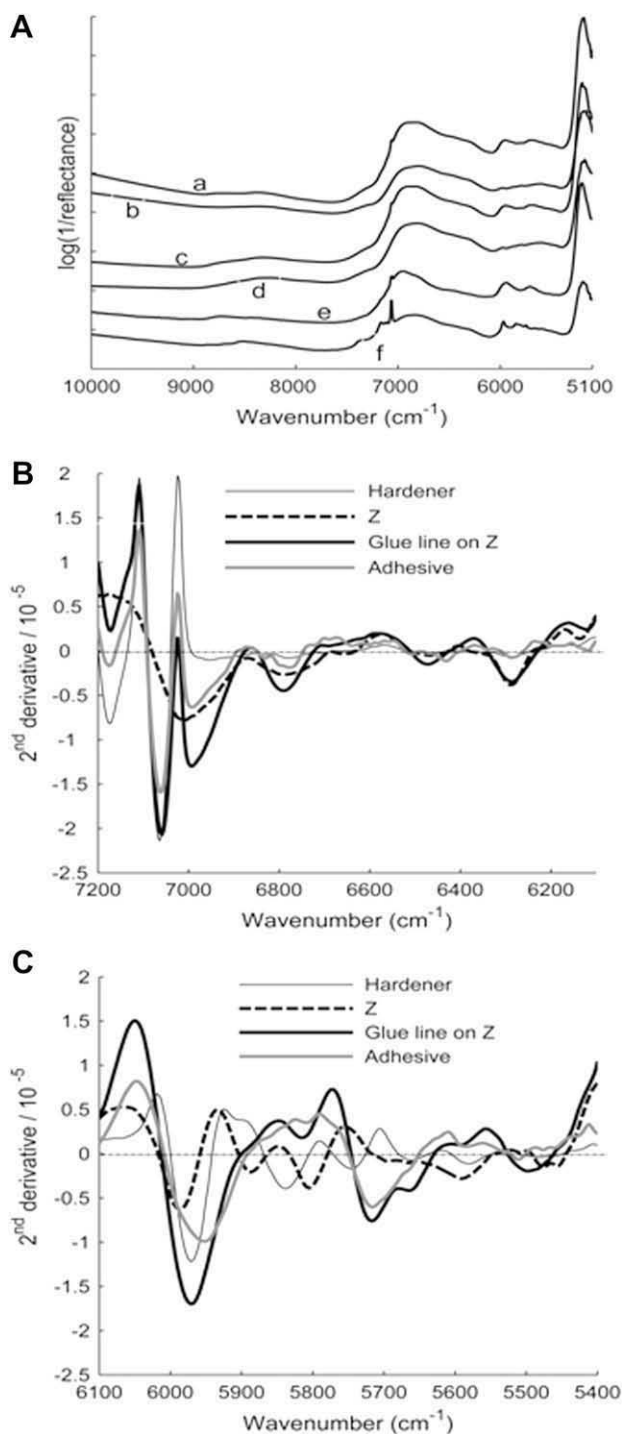 A
log(1/reflectance)
a
b
c
d
e
f
10000 9000 8000 7000 6000 5100
Wavenumber (cm-1)
B
2
1.5
1
0.5
0
-0.5
-1
-1.5
-2
-2.5
Hardener
Z
Glue line on Z
Adhesive
2nd derivative / 10-5
7200 7000 6800 6600 6400 6200
Wavenumber (cm-1)
C
2
1.5
1
0.5
0
-0.5
-1
-1.5
-2
-2.5
Hardener
Z
Glue line on Z
Adhesive
2nd derivative / 10-5
6100 6000 5900 5800 5700 5600 5500 5400
Wavenumber (cm-1)